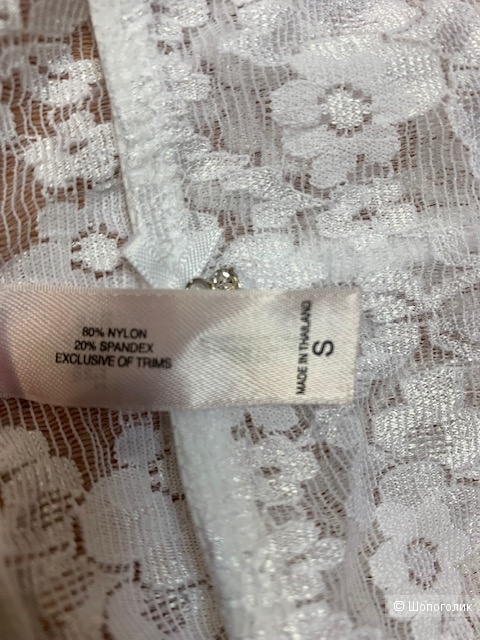 80% NYLON
20% SPANDEX
EXCLUSIVE OF TRIMS
MADE IN THAILAND
S
© Шопоголик